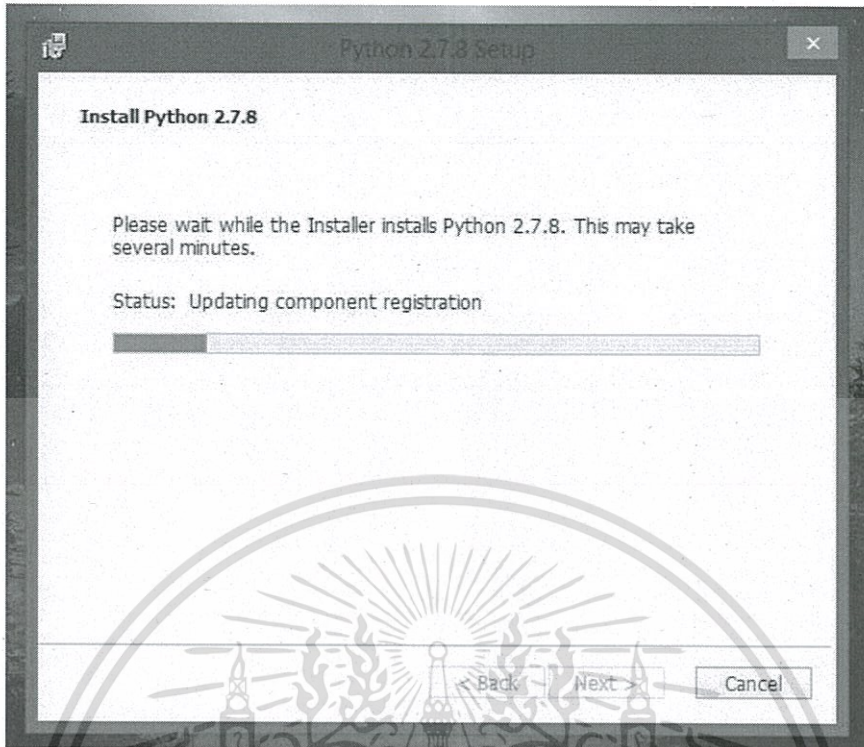 Python 2.7.8 Setup
Install Python 2.7.8
Please wait while the Installer installs Python 2.7.8. This may take
several minutes.
Status: Updating component registration
< Back
Next >
Cancel